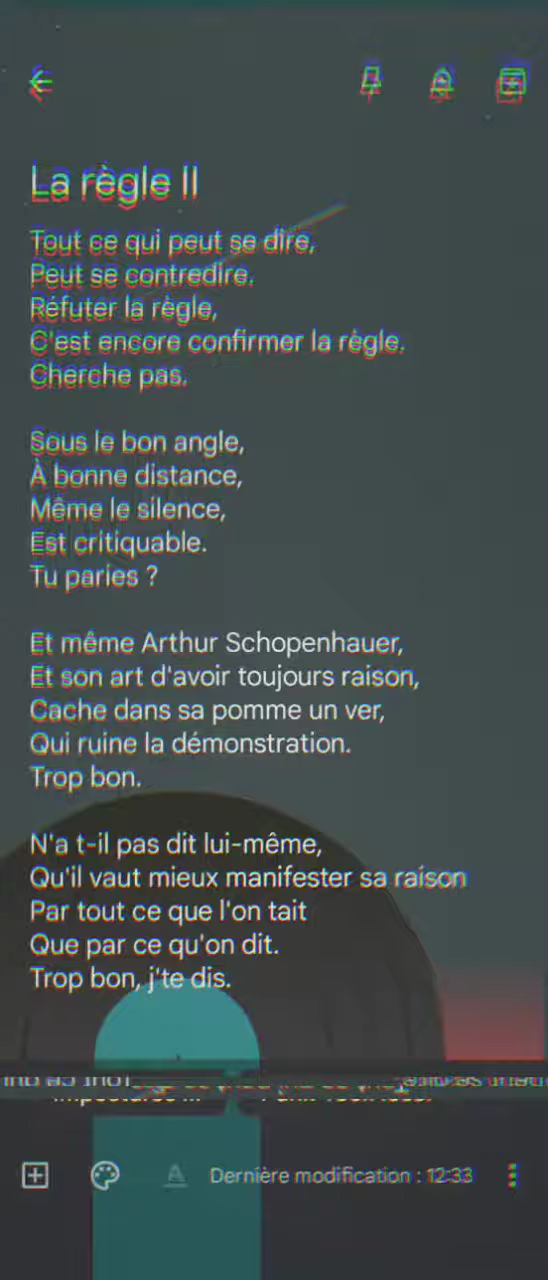 La règle II
Tout ce qui peut se dire,
Peut se contredire.
Réfuter la règle,
C'est encore confirmer la règle.
Cherche pas.
Sous le bon angle,
À bonne distance,
Même le silence,
Est critiquable.
Tu paries ?
Et même Arthur Schopenhauer,
Et son art d'avoir toujours raison,
Cache dans sa pomme un ver,
Qui ruine la démonstration.
Trop bon.
N'a t-il pas dit lui-même,
Qu'il vaut mieux manifester sa raison
Par tout ce que l'on tait
Que par ce qu'on dit.
Trop bon, j'te dis.
A Dernière modification : 12:33